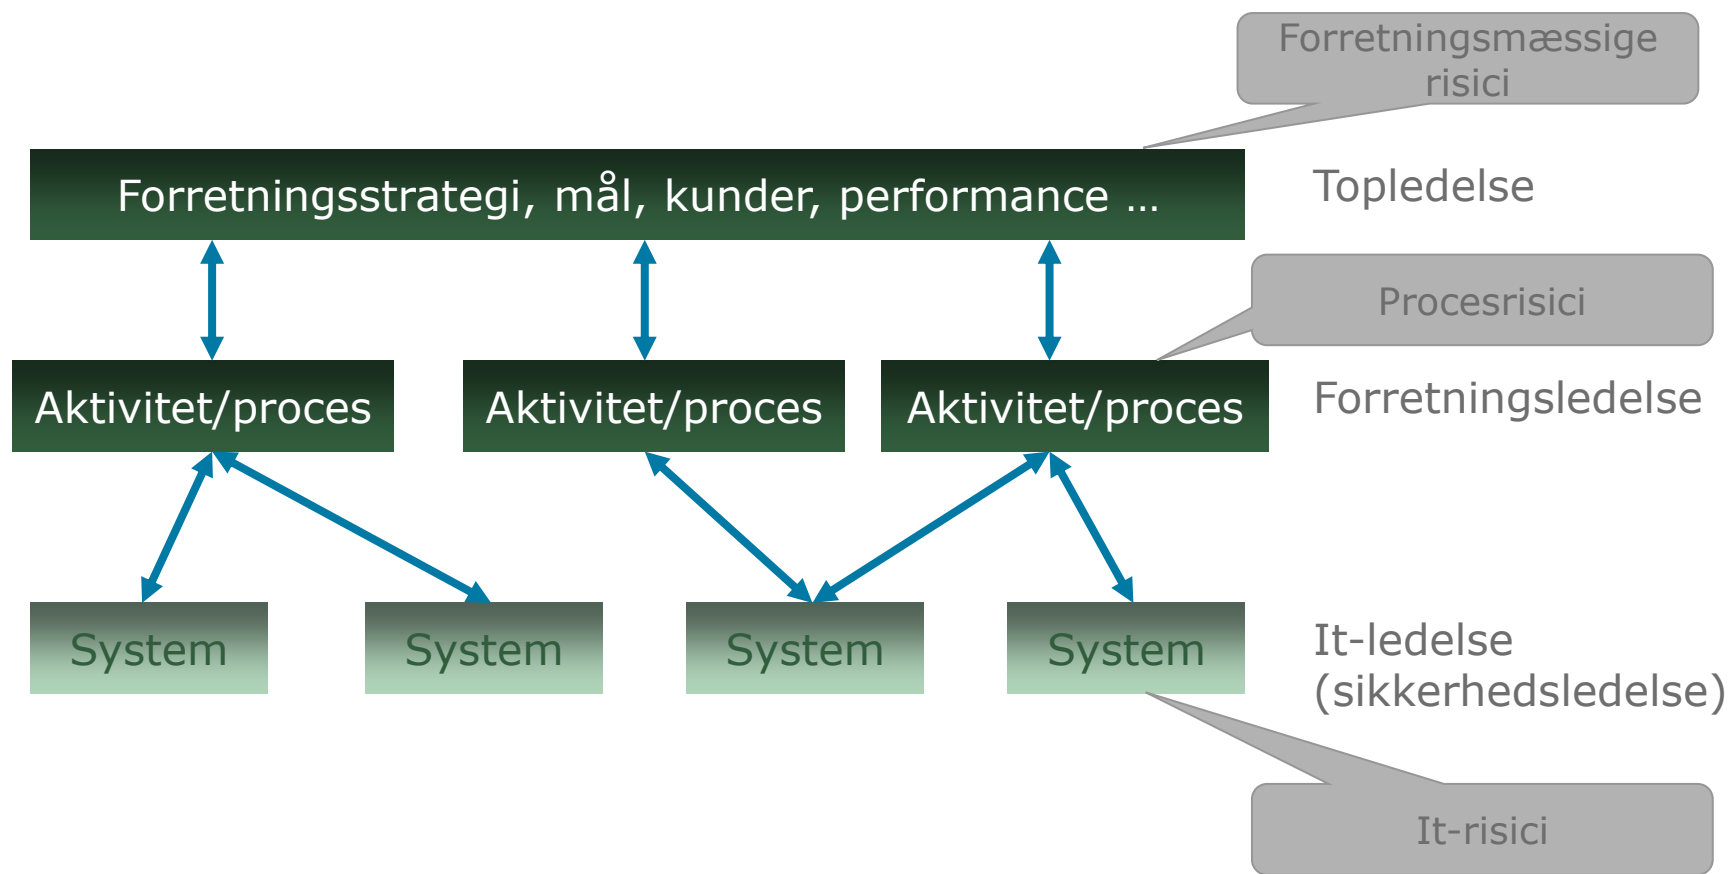 Forretningsmæssige
risici
Forretningsstrategi, mål, kunder, performance …
Topledelse
Procesrisici
Aktivitet/proces
Aktivitet/proces
Aktivitet/proces
Forretningsledelse
System
System
System
System
It-ledelse
(sikkerhedsledelse)
It-risici